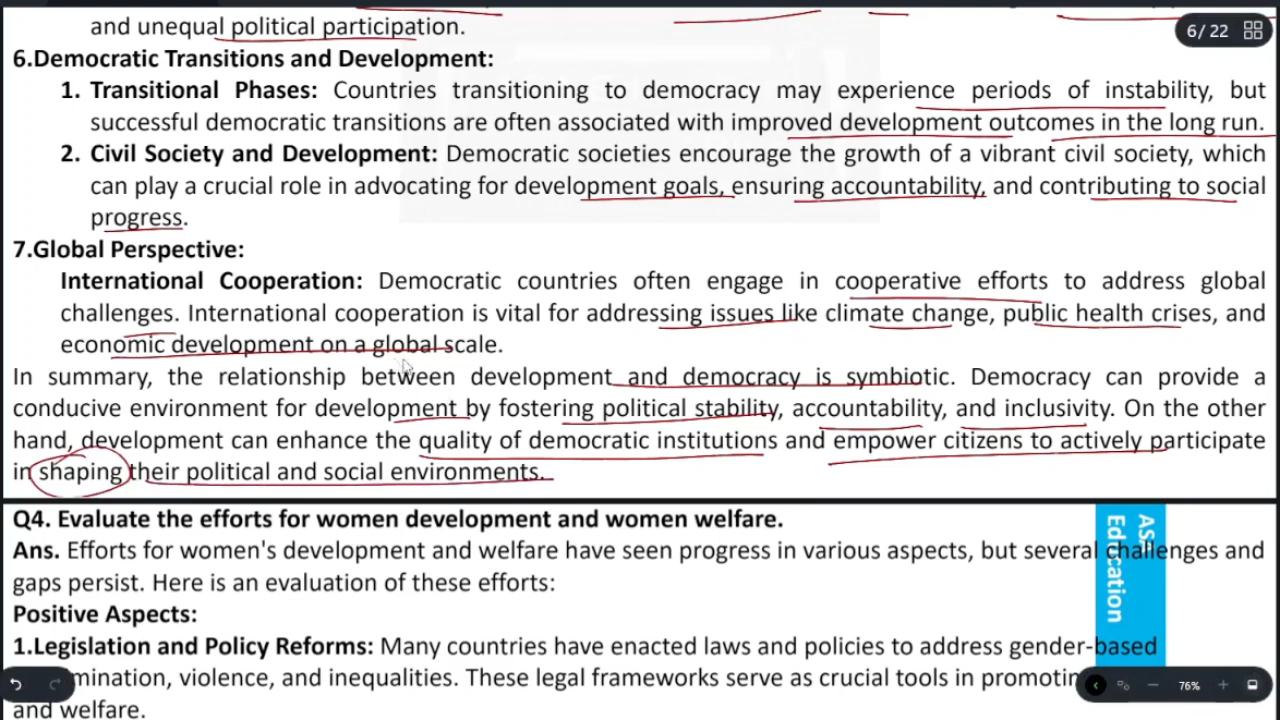 and unequal political participation.
6/ 22
6.Democratic Transitions and Development:
1. Transitional Phases: Countries transitioning to democracy may experience periods of instability, but
successful democratic transitions are often associated with improved development outcomes in the long run.
2. Civil Society and Development: Democratic societies encourage the growth of a vibrant civil society, which
can play a crucial role in advocating for development goals, ensuring accountability, and contributing to social
progress.
7.Global Perspective:
International Cooperation: Democratic countries often engage in cooperative efforts to address global
challenges. International cooperation is vital for addressing issues like climate change, public health crises, and
economic development on a global scale.
In summary, the relationship between development and democracy is symbiotic. Democracy can provide a
conducive environment for development by fostering political stability, accountability, and inclusivity. On the other
hand, development can enhance the quality of democratic institutions and empower citizens to actively participate
in shaping their political and social environments.
Q4. Evaluate the efforts for women development and women welfare.
Ans. Efforts for women's development and welfare have seen progress in various aspects, but several challenges and
gaps persist. Here is an evaluation of these efforts:
Positive Aspects:
1.Legislation and Policy Reforms: Many countries have enacted laws and policies to address gender-based
mination, violence, and inequalities. These legal frameworks serve as crucial tools in promotin
and welfare.
Education
76%